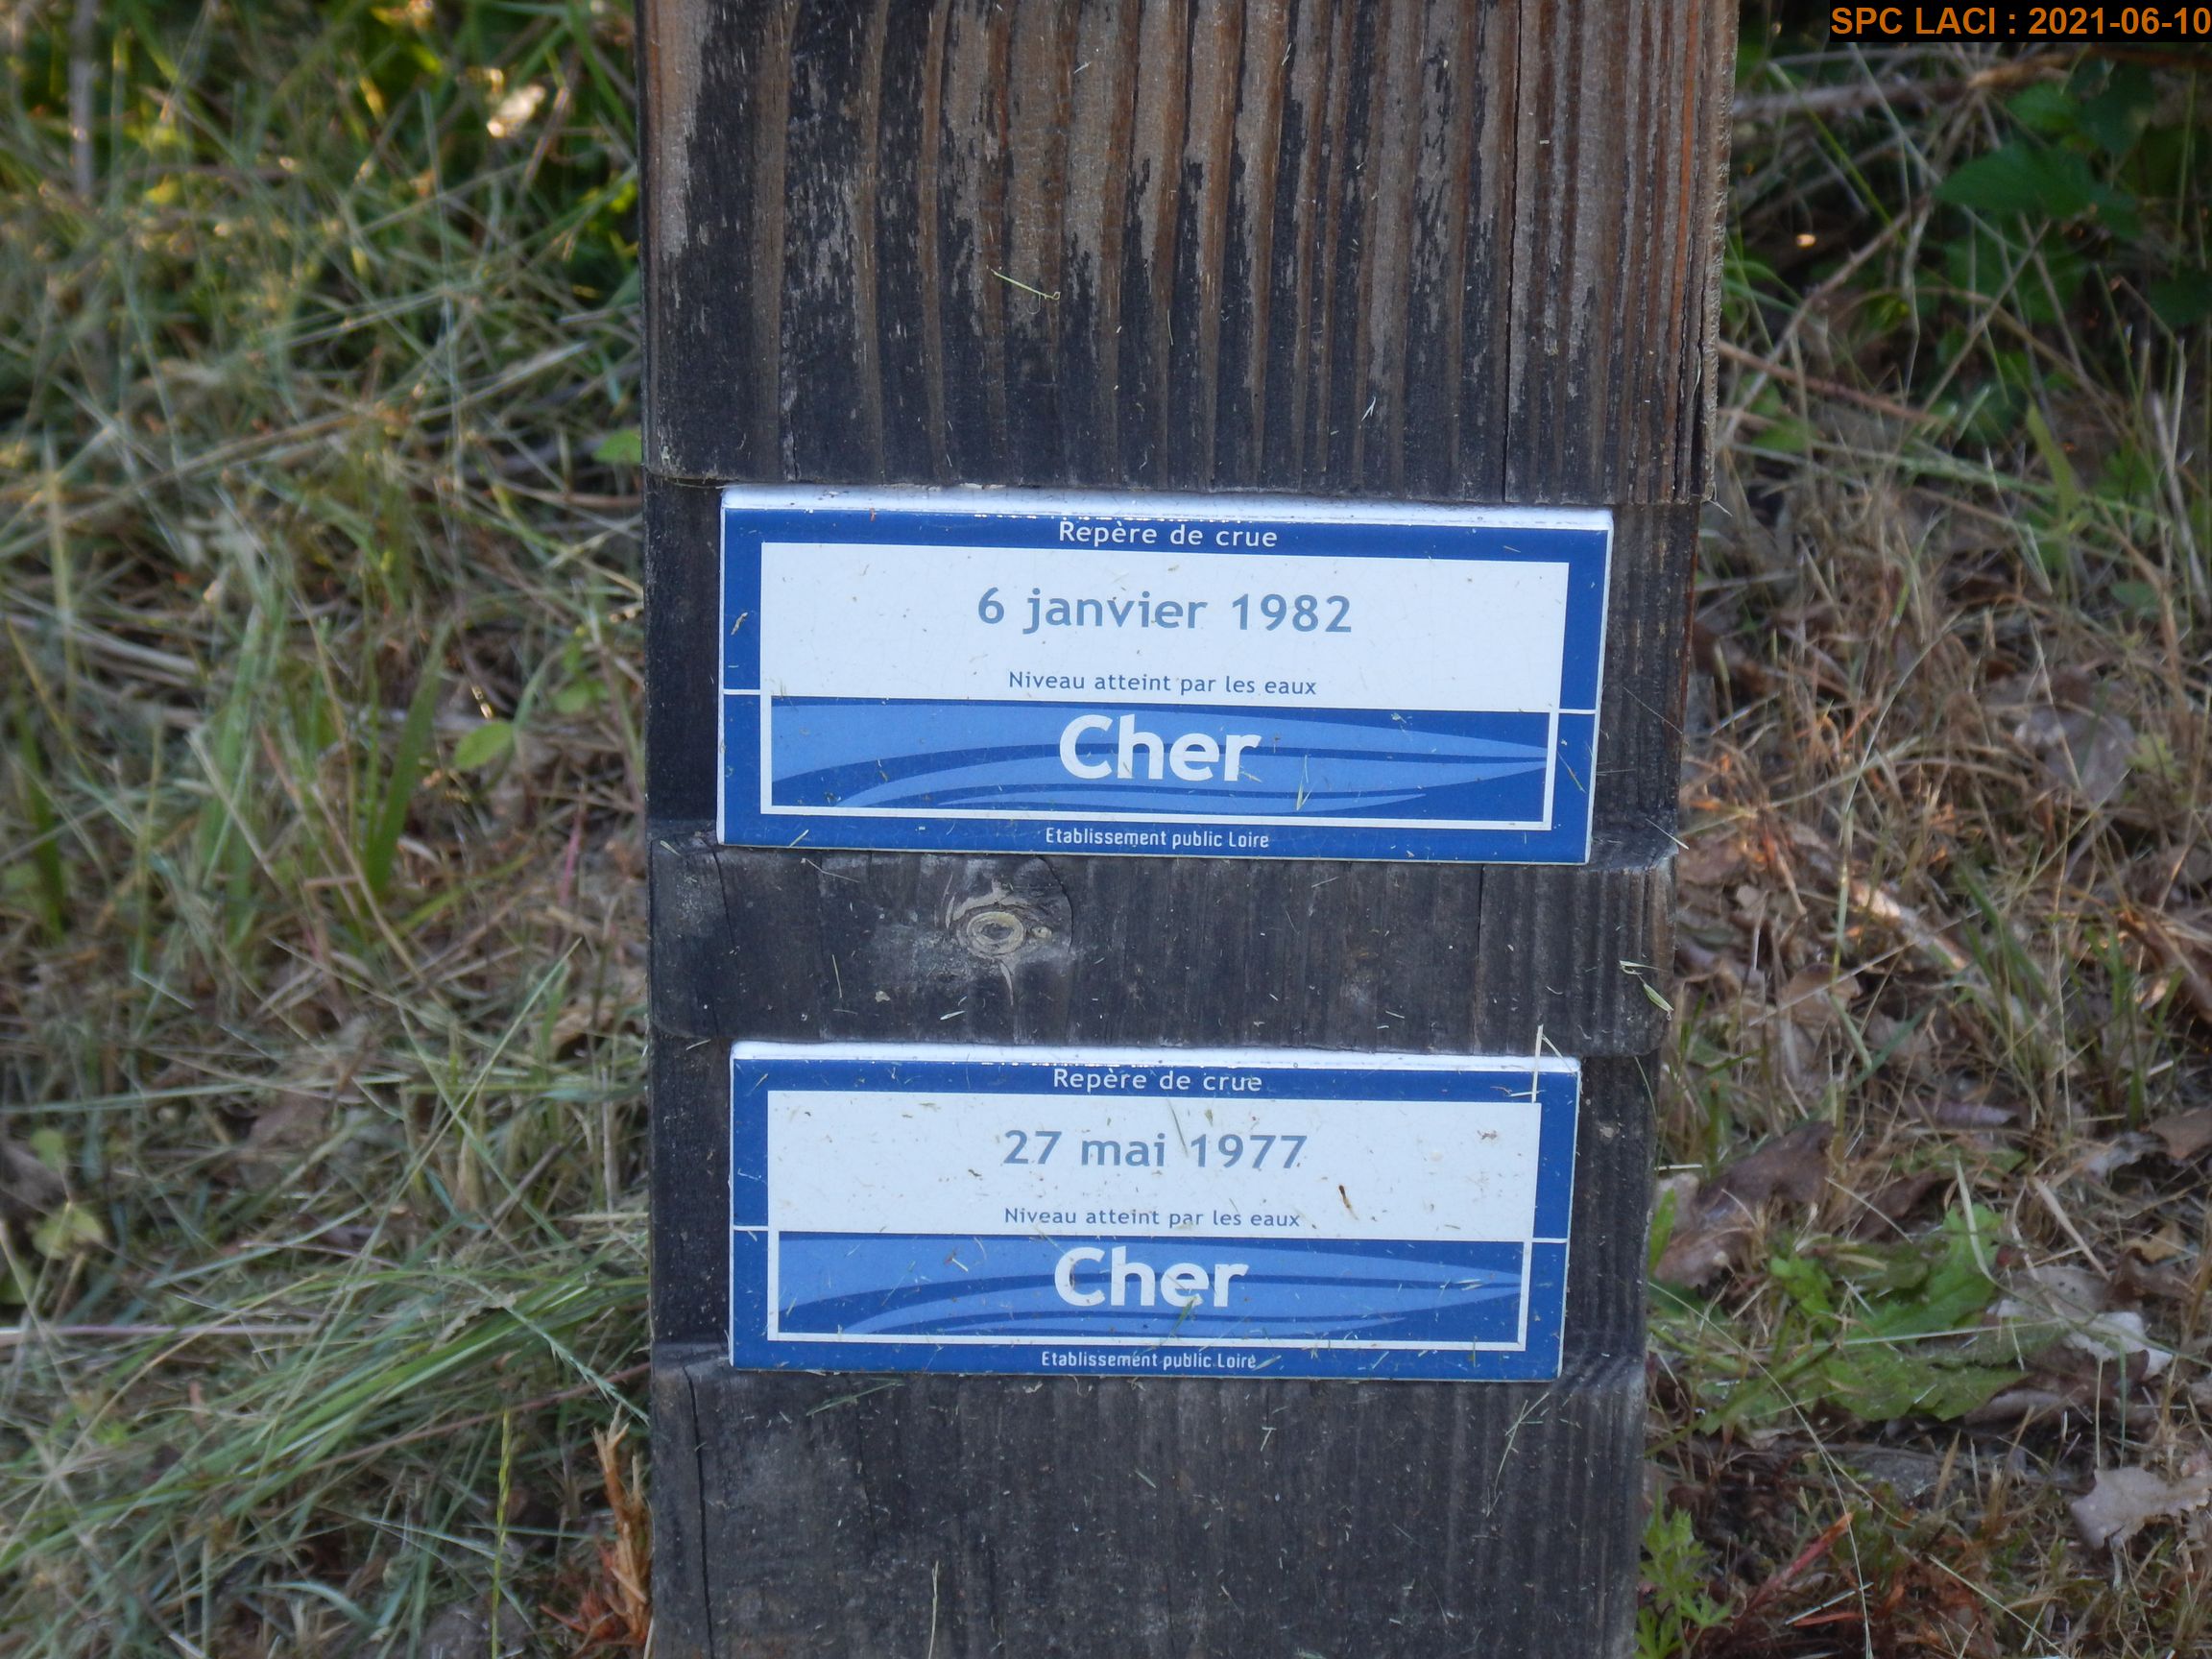 SPC LACI : 2021-06-10
Repère de crue
6 janvier 1982
Niveau atteint par les eaux
Cher
Etablissement public Loire
Repère de crue
27 mai 1977
Niveau atteint par les eaux
Cher
Etablissement public Loire